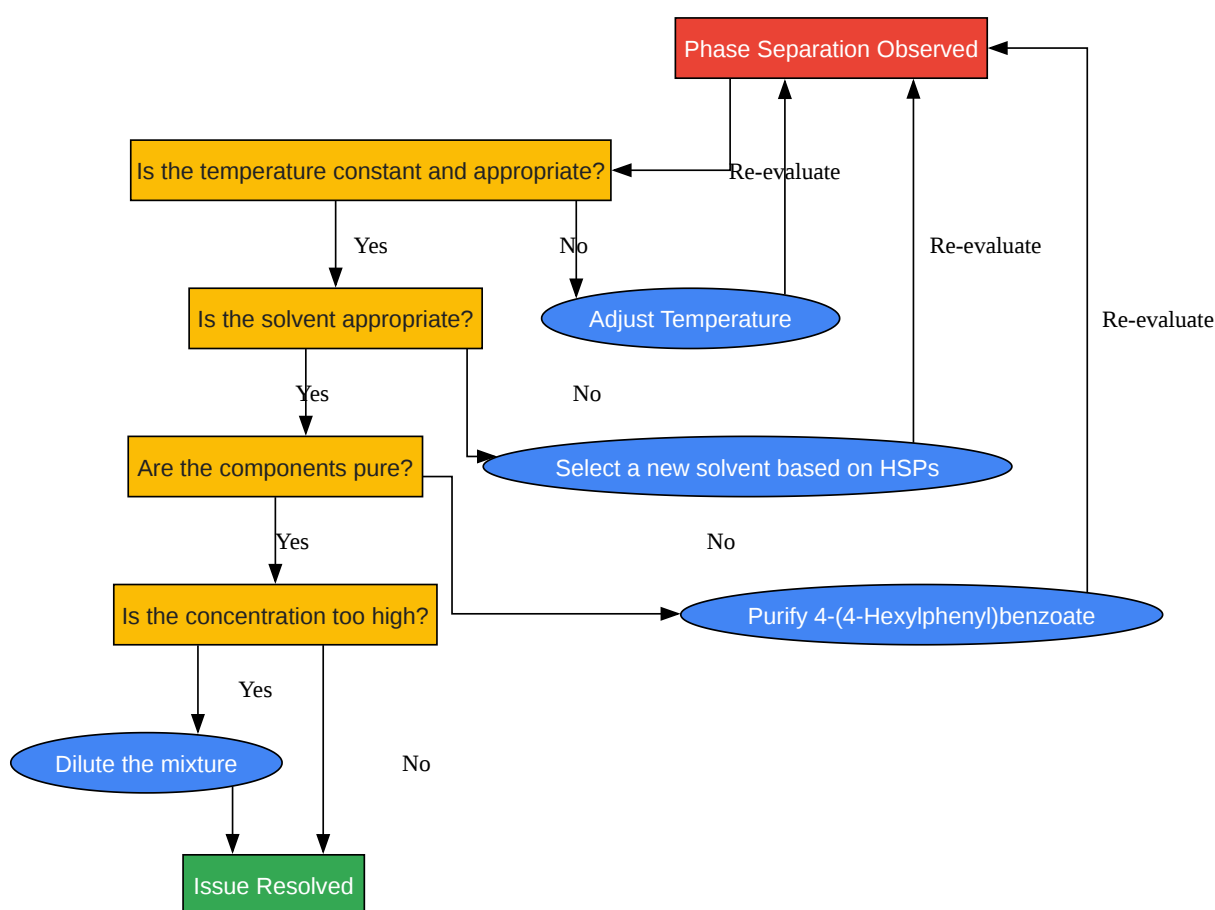 Phase Separation Observed
Is the temperature constant and appropriate?
Re-evaluate
Yes
No
Re-evaluate
Is the solvent appropriate?
Adjust Temperature
Re-evaluate
Yes
No
Are the components pure?
Select a new solvent based on HSPs
Yes
No
Is the concentration too high?
Purify 4-(4-Hexylphenyl)benzoate
Yes
Dilute the mixture
No
Issue Resolved